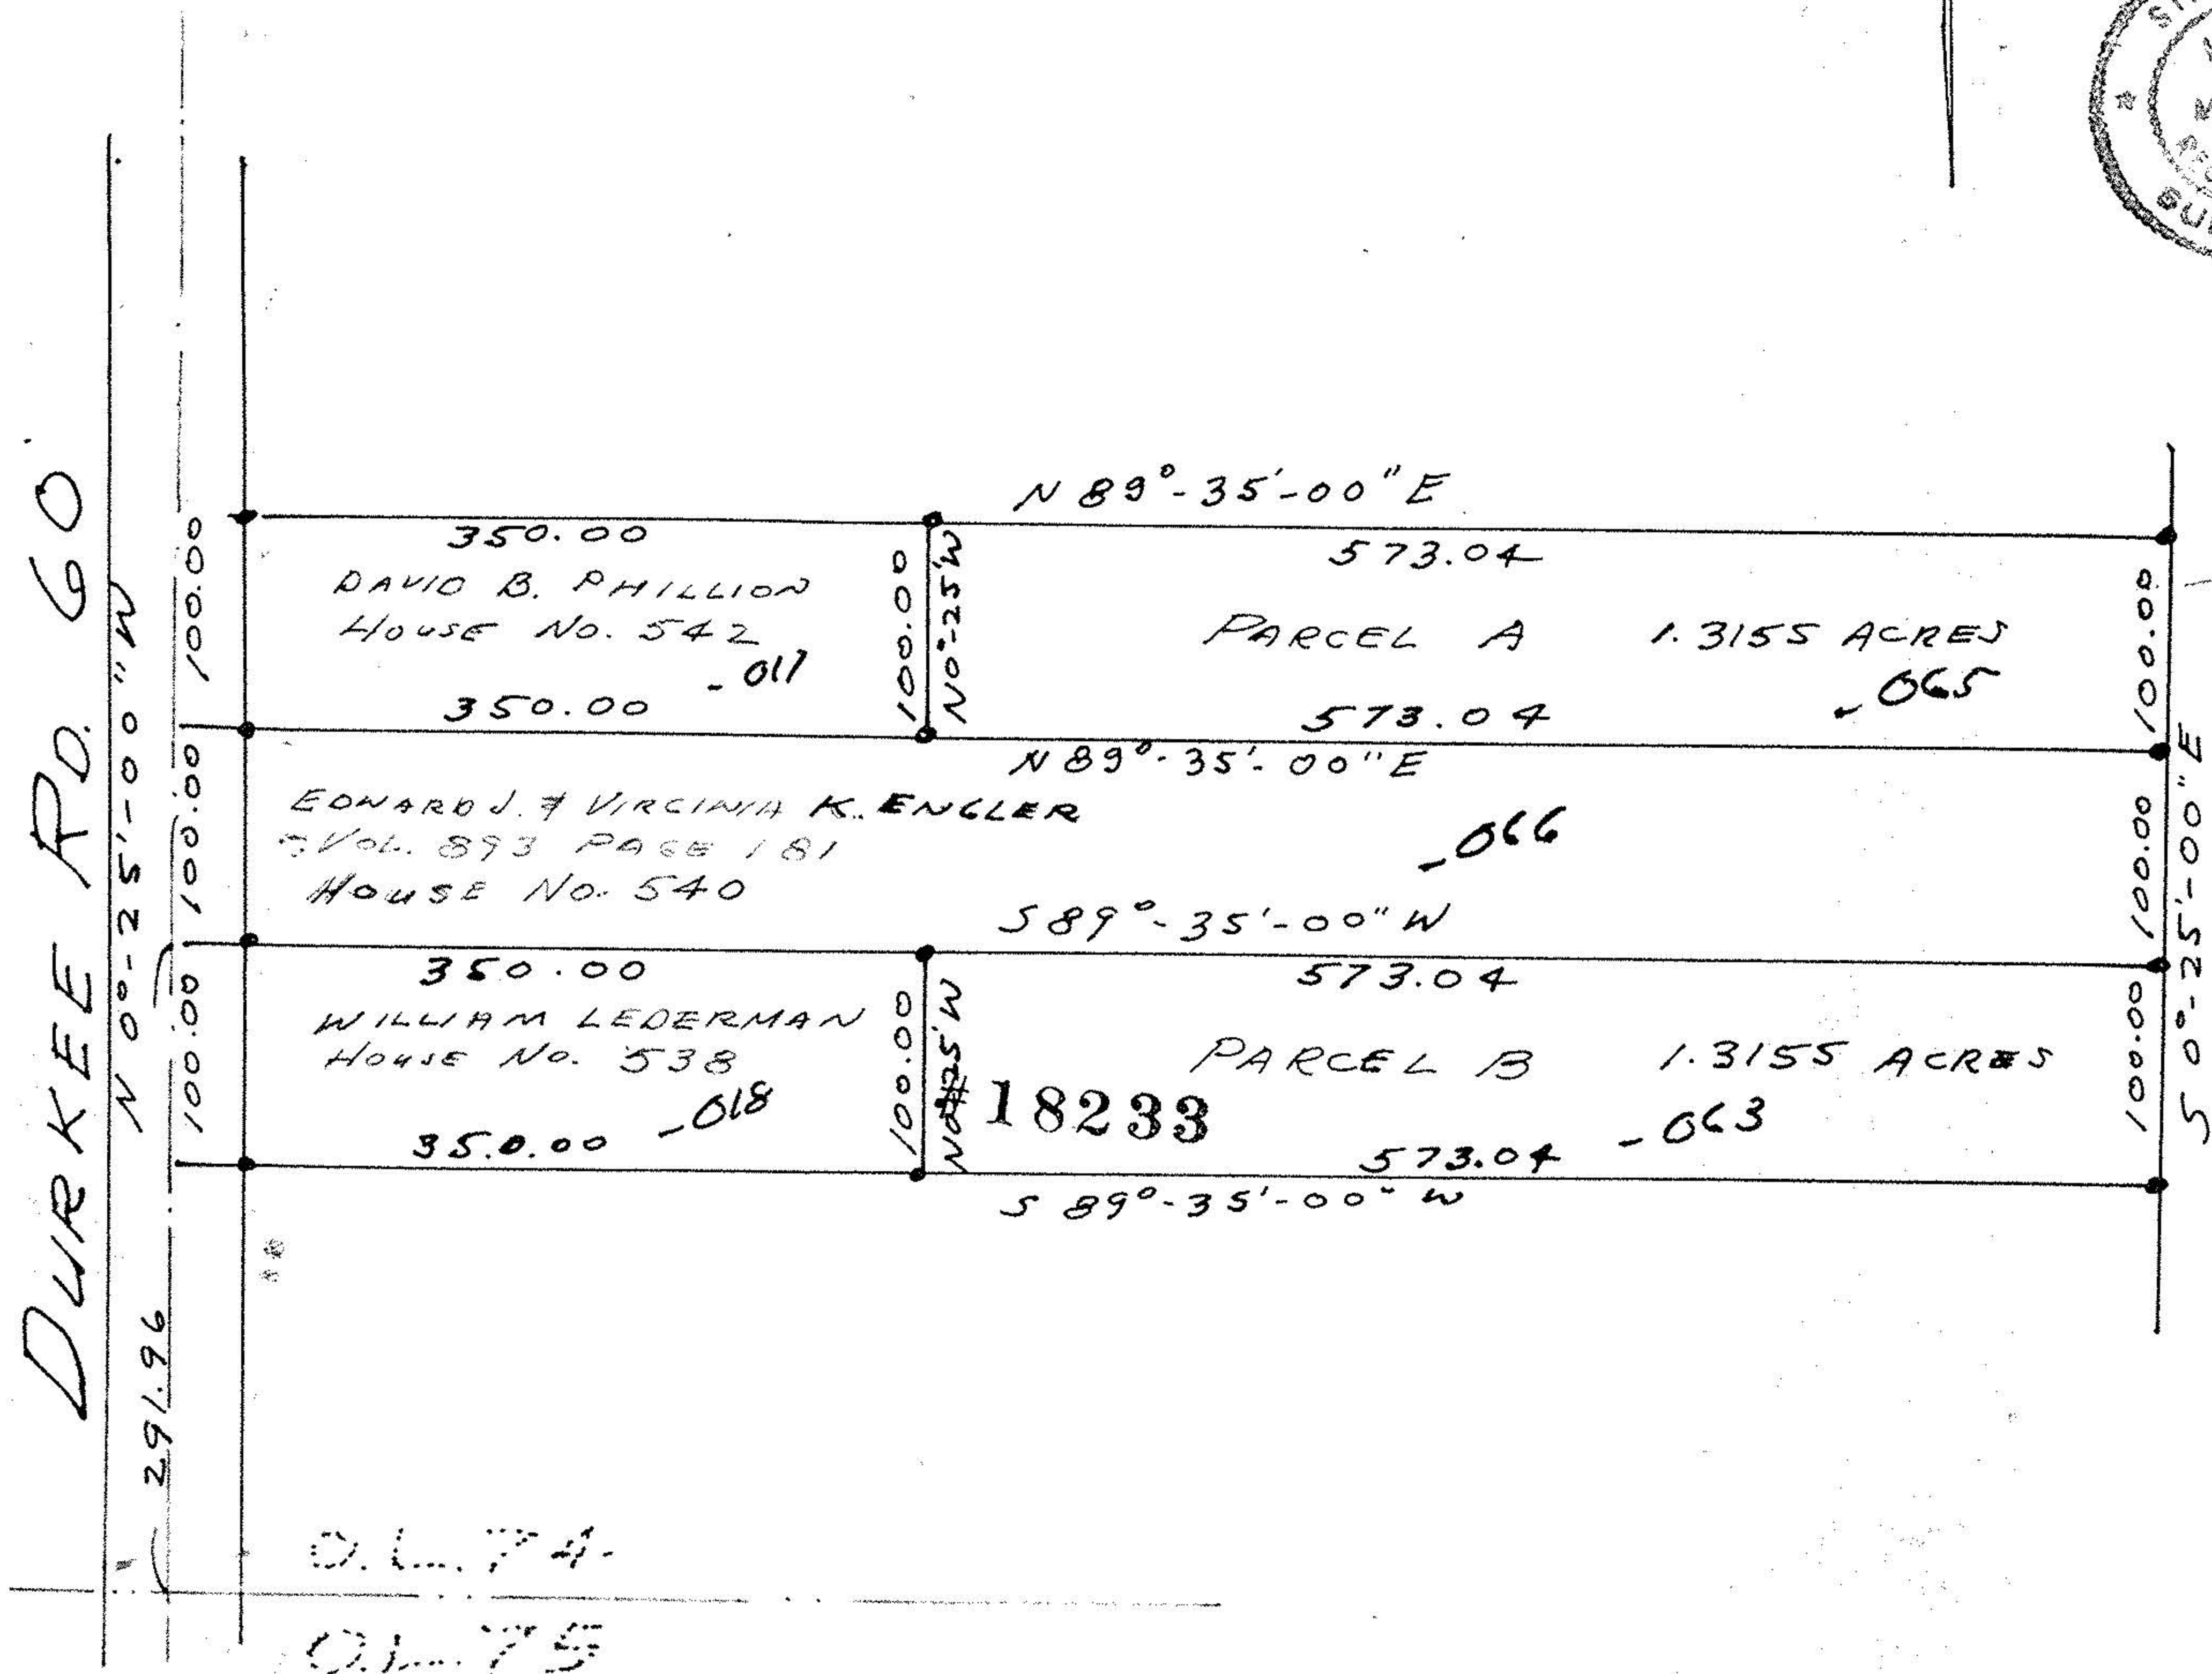 DURKEE RD. 60'
N 0°-25'-00" W
100.00
100.00
100.00
291.96
N 89°-35'-00" E
350.00
573.04
DAVID B. PHILLION
HOUSE NO. 542
- 017
350.00
100.00
N0°-25'W
PARCEL A 1.3155 ACRES
- 065
573.04
100.00
N 89°-35'-00" E
EDWARD J. & VIRGINIA K. ENGLER
VOL. 893 PAGE 181
HOUSE NO. 540
- 066
100.00
S 0°-25'-00" E
S 89°-35'-00" W
350.00
573.04
WILLIAM LEDERMAN
HOUSE NO. 538
- 018
350.00
100.00
N0°-25'W
PARCEL B 1.3155 ACRES
#18233
- 063
573.04
100.00
S 89°-35'-00" W
O.L. 74
O.L. 75